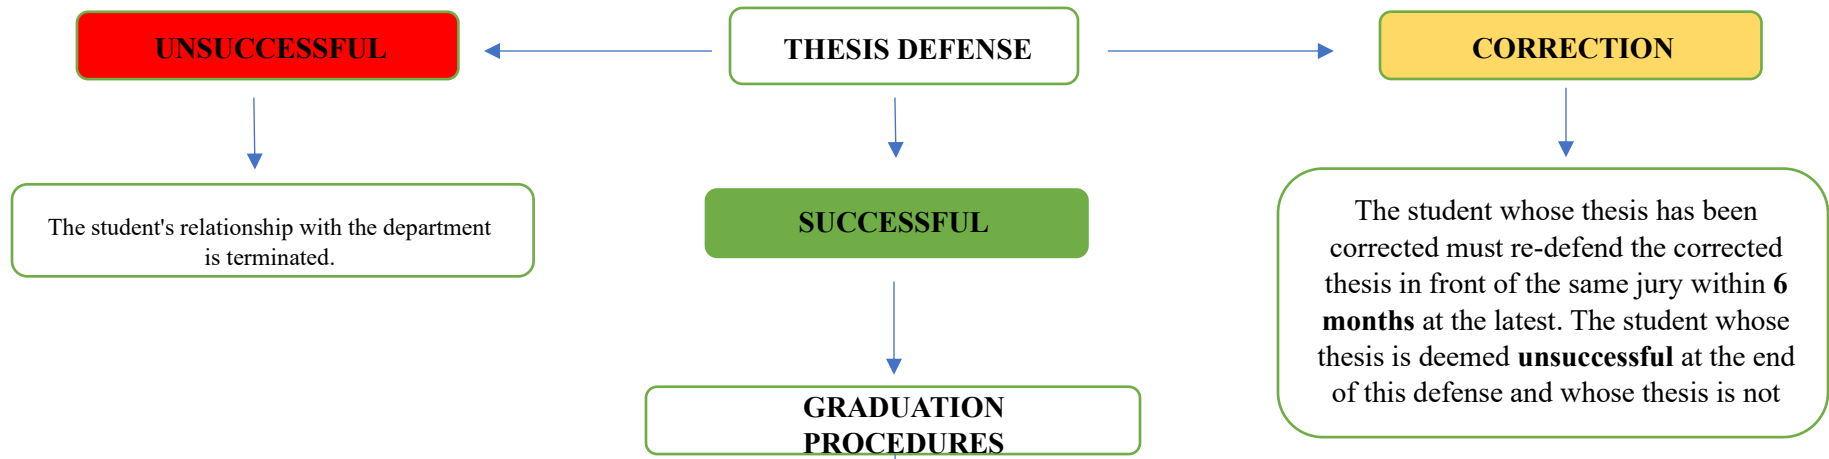 UNSUCCESSFUL
THESIS DEFENSE
CORRECTION
The student's relationship with the department
is terminated.
SUCCESSFUL
The student whose thesis has been
corrected must re-defend the corrected
thesis in front of the same jury within 6
months at the latest. The student whose
thesis is deemed unsuccessful at the end
of this defense and whose thesis is not
GRADUATION
PROCEDURES